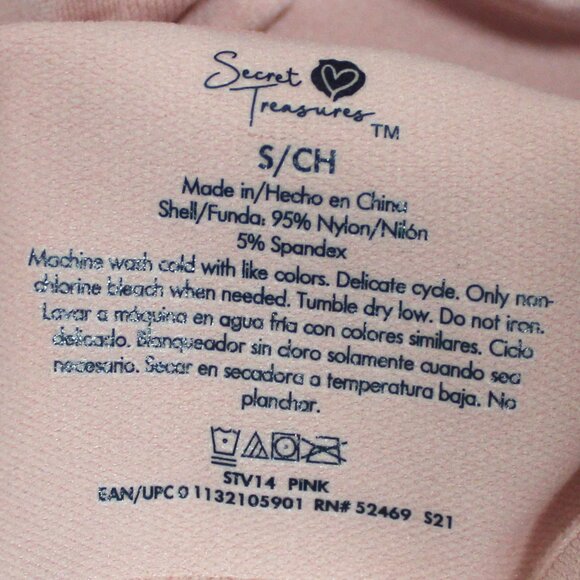 Secret
Treasures TM
S/CH
Made in/Hecho en China
Shell/Funda: 95% Nylon/Nilón
5% Spandex
Machine wash cold with like colors. Delicate cycle. Only non-
chlorine bleach when needed. Tumble dry low. Do not iron.
Lavar a máquina en agua fría con colores similares. Ciclo
delicado. Blanqueador sin cloro solamente cuando sea
necesario. Secar en secadora a temperatura baja. No
planchar.
STV14 PINK
EAN/UPC 0 1132105901 RN# 52469 S21